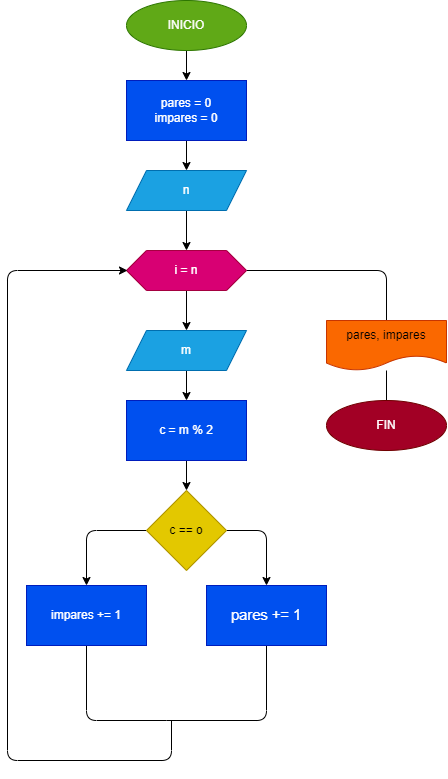 INICIO
pares = 0
impares = 0
n
i = n
m
pares, impares
c = m % 2
FIN
c == o
impares += 1
pares += 1